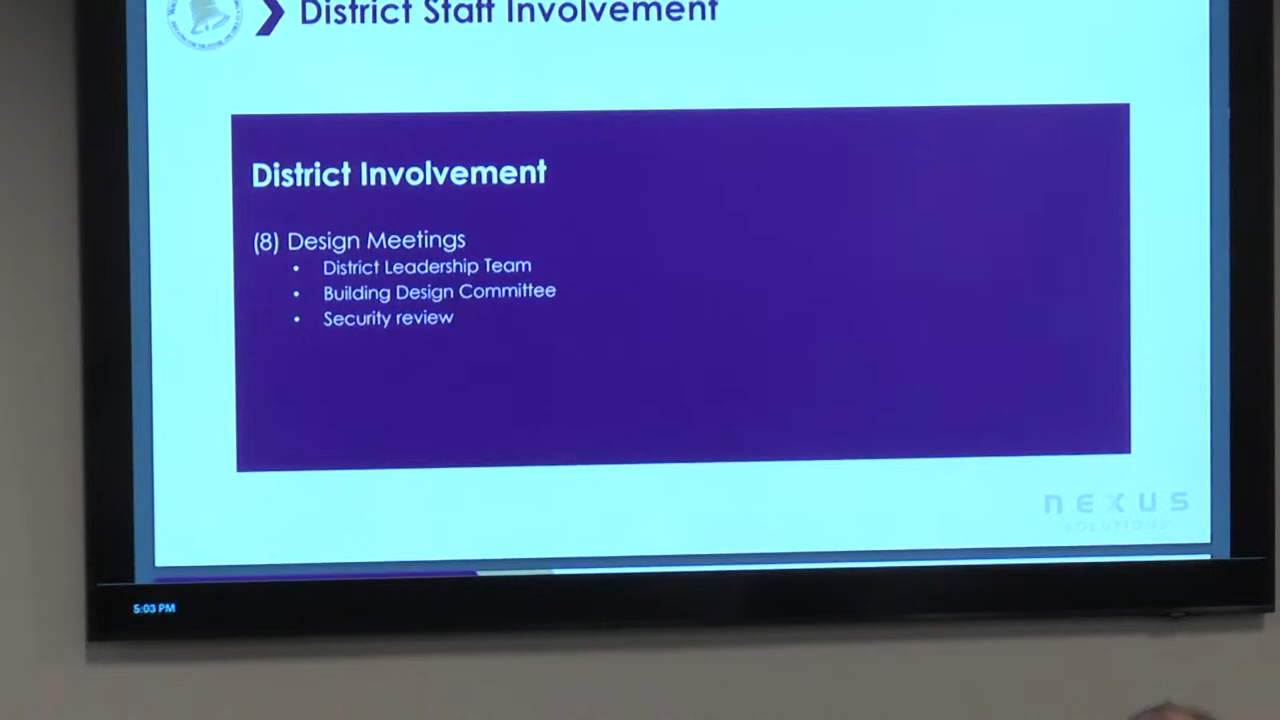 District Staff Involvement
District Involvement
(8) Design Meetings
• District Leadership Team
• Building Design Committee
• Security review
nexus
SOLUTIONS
5:03 PM